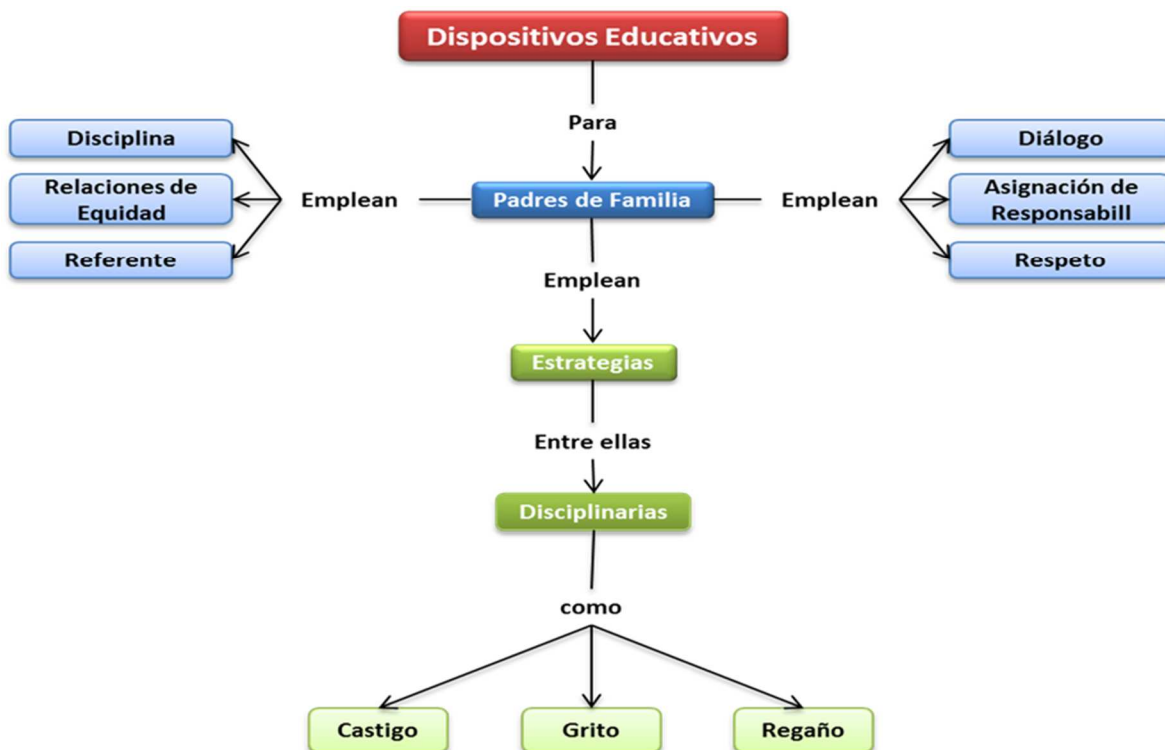 Dispositivos Educativos
Para
Disciplina
Relaciones de
Equidad
Referente
Emplean
Padres de Familia
Emplean
Diálogo
Asignación de
Responsabill
Respeto
Emplean
Estrategias
Entre ellas
Disciplinarias
como
Castigo
Grito
Regaño